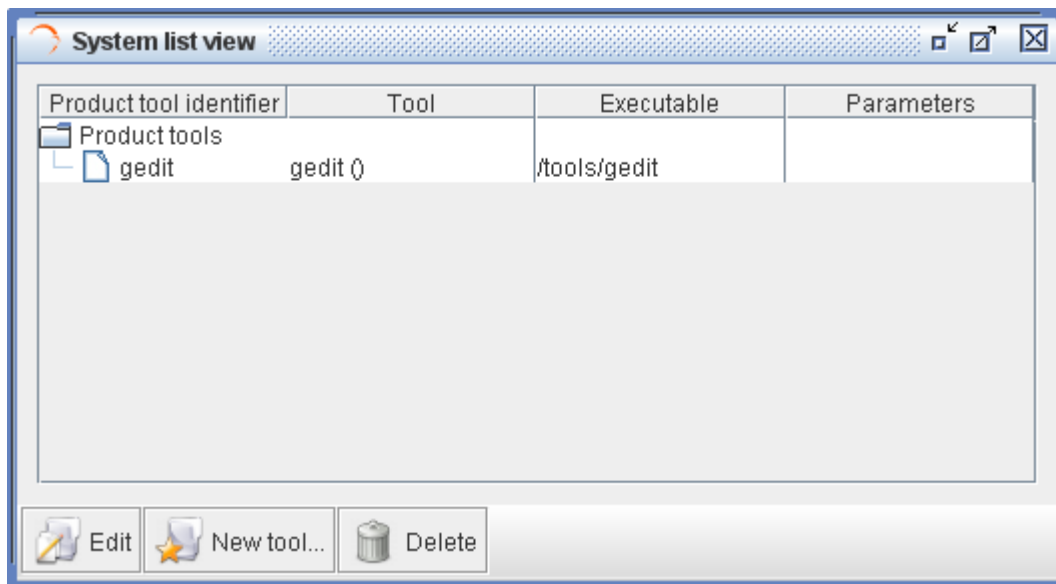 System list view
Product tool identifier Tool Executable Parameters
Product tools
gedit gedit () /tools/gedit
Edit New tool... Delete